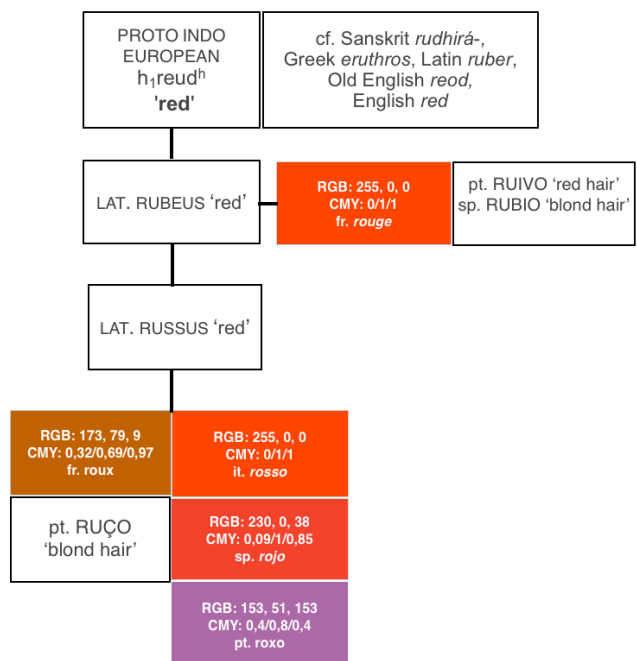 PROTO INDO
EUROPEAN
h₁reudʰ
'red'
cf. Sanskrit rudhirá-,
Greek eruthros, Latin ruber,
Old English reod,
English red
LAT. RUBEUS ‘red’
RGB: 255, 0, 0
CMY: 0/1/1
fr. rouge
pt. RUIVO ‘red hair’
sp. RUBIO ‘blond hair’
LAT. RUSSUS ‘red’
RGB: 173, 79, 9
CMY: 0,32/0,69/0,97
fr. roux
RGB: 255, 0, 0
CMY: 0/1/1
it. rosso
pt. RUÇO
‘blond hair’
RGB: 230, 0, 38
CMY: 0,09/1/0,85
sp. rojo
RGB: 153, 51, 153
CMY: 0,4/0,8/0,4
pt. roxo